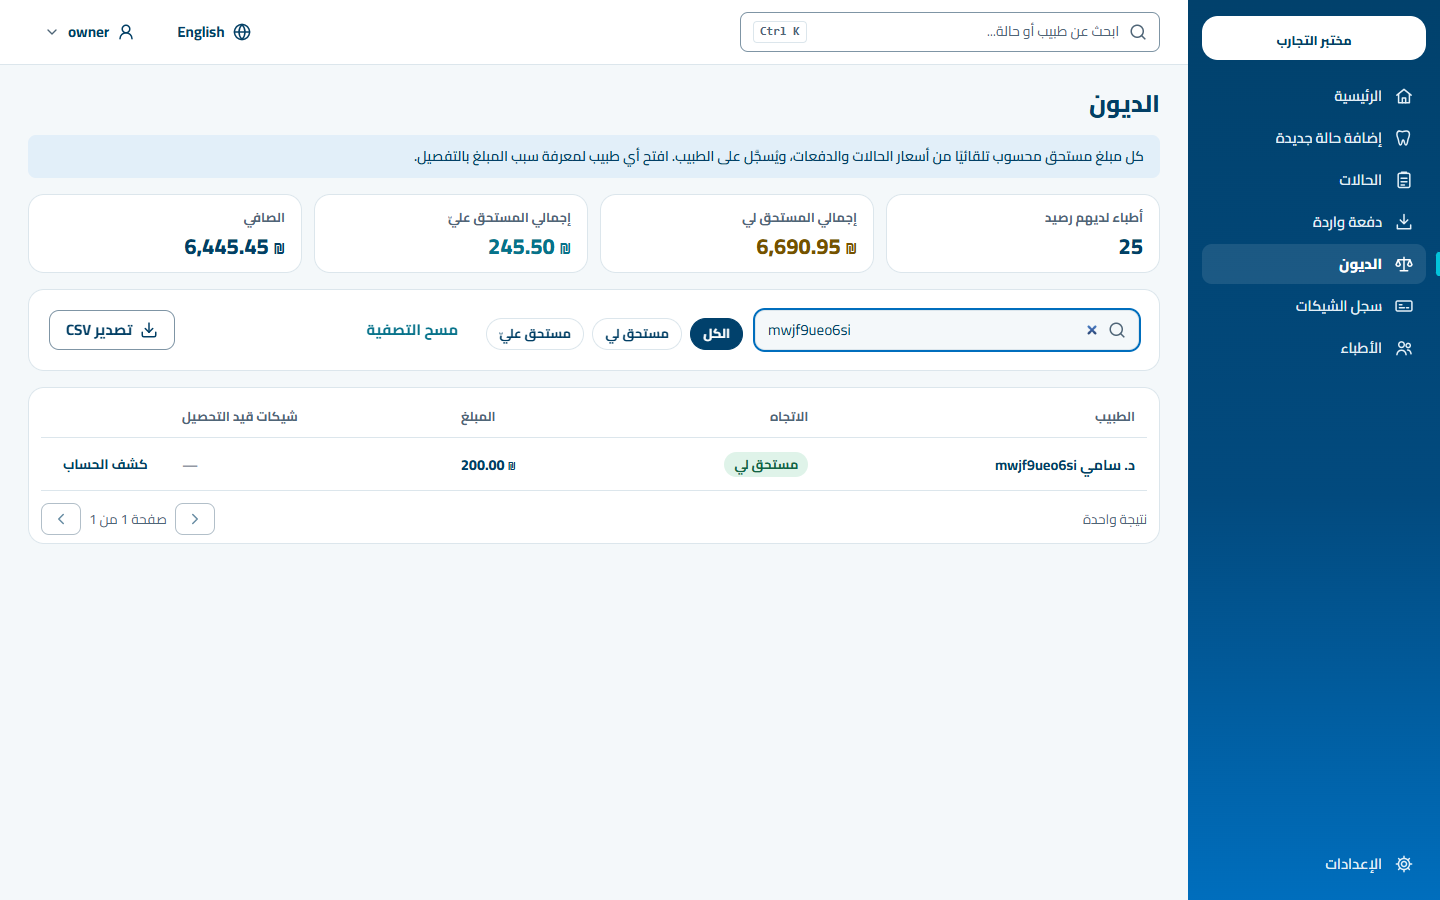 مختبر التجارب
الرئيسية
إضافة حالة جديدة
الحالات
دفعة واردة
الديون
سجل الشيكات
الأطباء
الإعدادات
ابحث عن طبيب أو حالة...
Ctrl K
English
owner
الديون
كل مبلغ مستحق محسوب تلقائيًا من أسعار الحالات والدفعات، ويُسجَّل على الطبيب. افتح أي طبيب لمعرفة سبب المبلغ بالتفصيل.
أطباء لديهم رصيد
25
إجمالي المستحق لي
₪ 6,690.95
إجمالي المستحق عليّ
₪ 245.50
الصافي
₪ 6,445.45
mwjf9ueo6si
الكل
مستحق لي
مستحق عليّ
مسح التصفية
تصدير CSV
الطبيب الاتجاه المبلغ شيكات قيد التحصيل
د. سامي mwjf9ueo6si مستحق لي ₪ 200.00 — كشف الحساب
نتيجة واحدة
صفحة 1 من 1